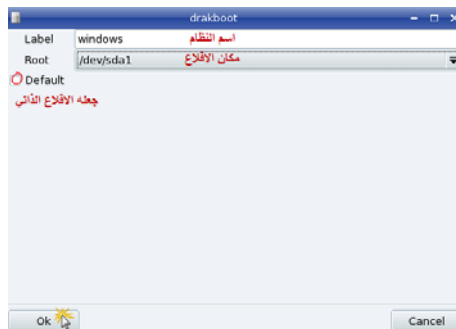 drakboot
Label windows اسم النظام
Root /dev/sda1 مكان الاقلاع
Default
جعله الاقلاع الذاتي
Ok Cancel